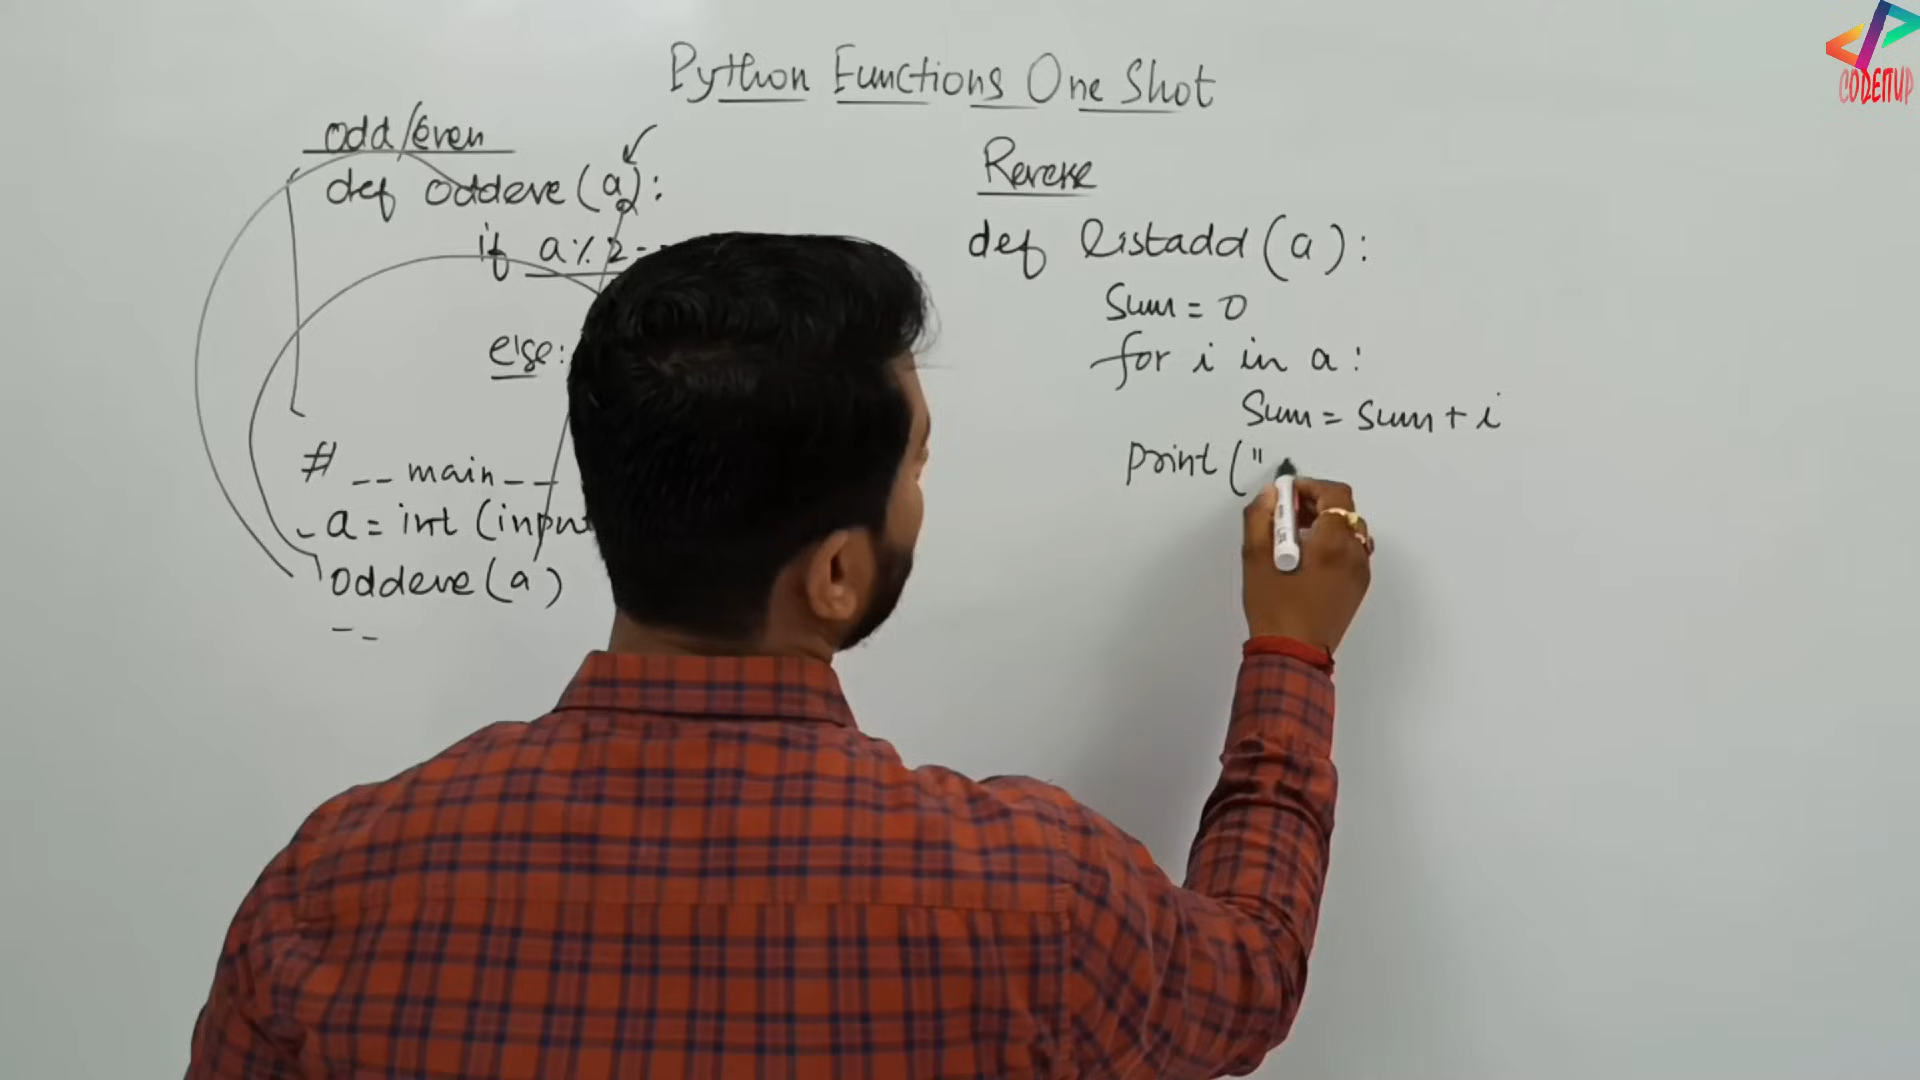 Python Functions One Shot
odd/even
def oddeve(a):
if a%2
else:
# __main__
a = int (input
oddeve(a)
Reverse
def listadd(a):
Sum = 0
for i in a:
Sum = Sum + i
Print ("
CODEITUP